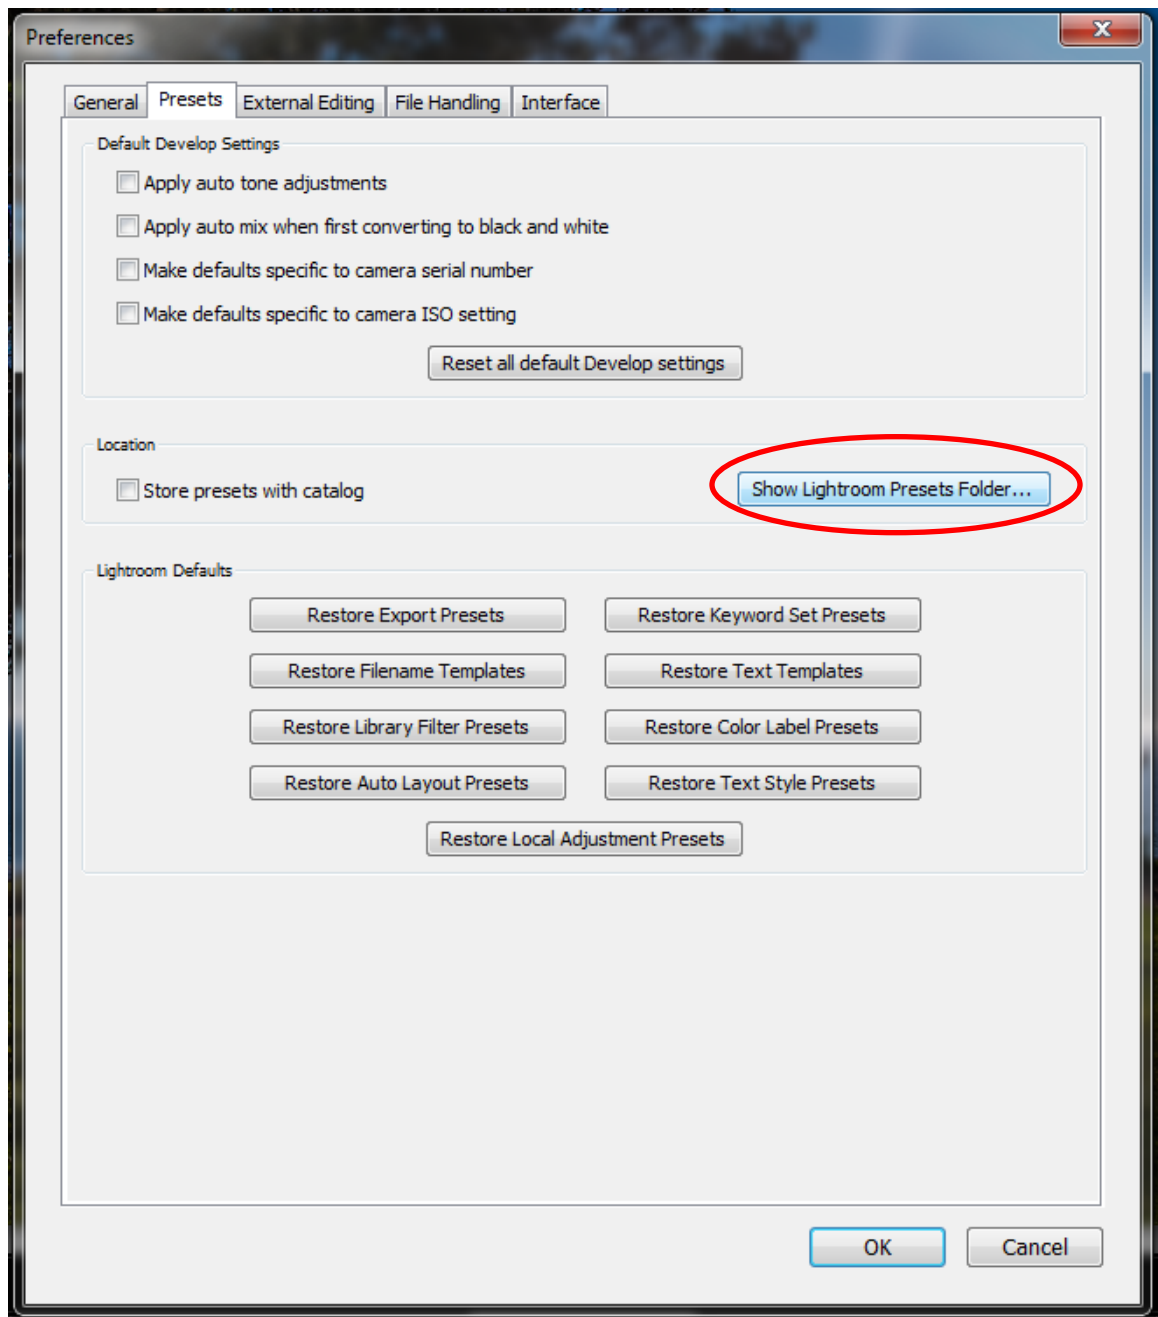 Preferences
General Presets External Editing File Handling Interface
Default Develop Settings
Apply auto tone adjustments
Apply auto mix when first converting to black and white
Make defaults specific to camera serial number
Make defaults specific to camera ISO setting
Reset all default Develop settings
Location
Store presets with catalog Show Lightroom Presets Folder...
Lightroom Defaults
Restore Export Presets Restore Keyword Set Presets
Restore Filename Templates Restore Text Templates
Restore Library Filter Presets Restore Color Label Presets
Restore Auto Layout Presets Restore Text Style Presets
Restore Local Adjustment Presets
OK Cancel